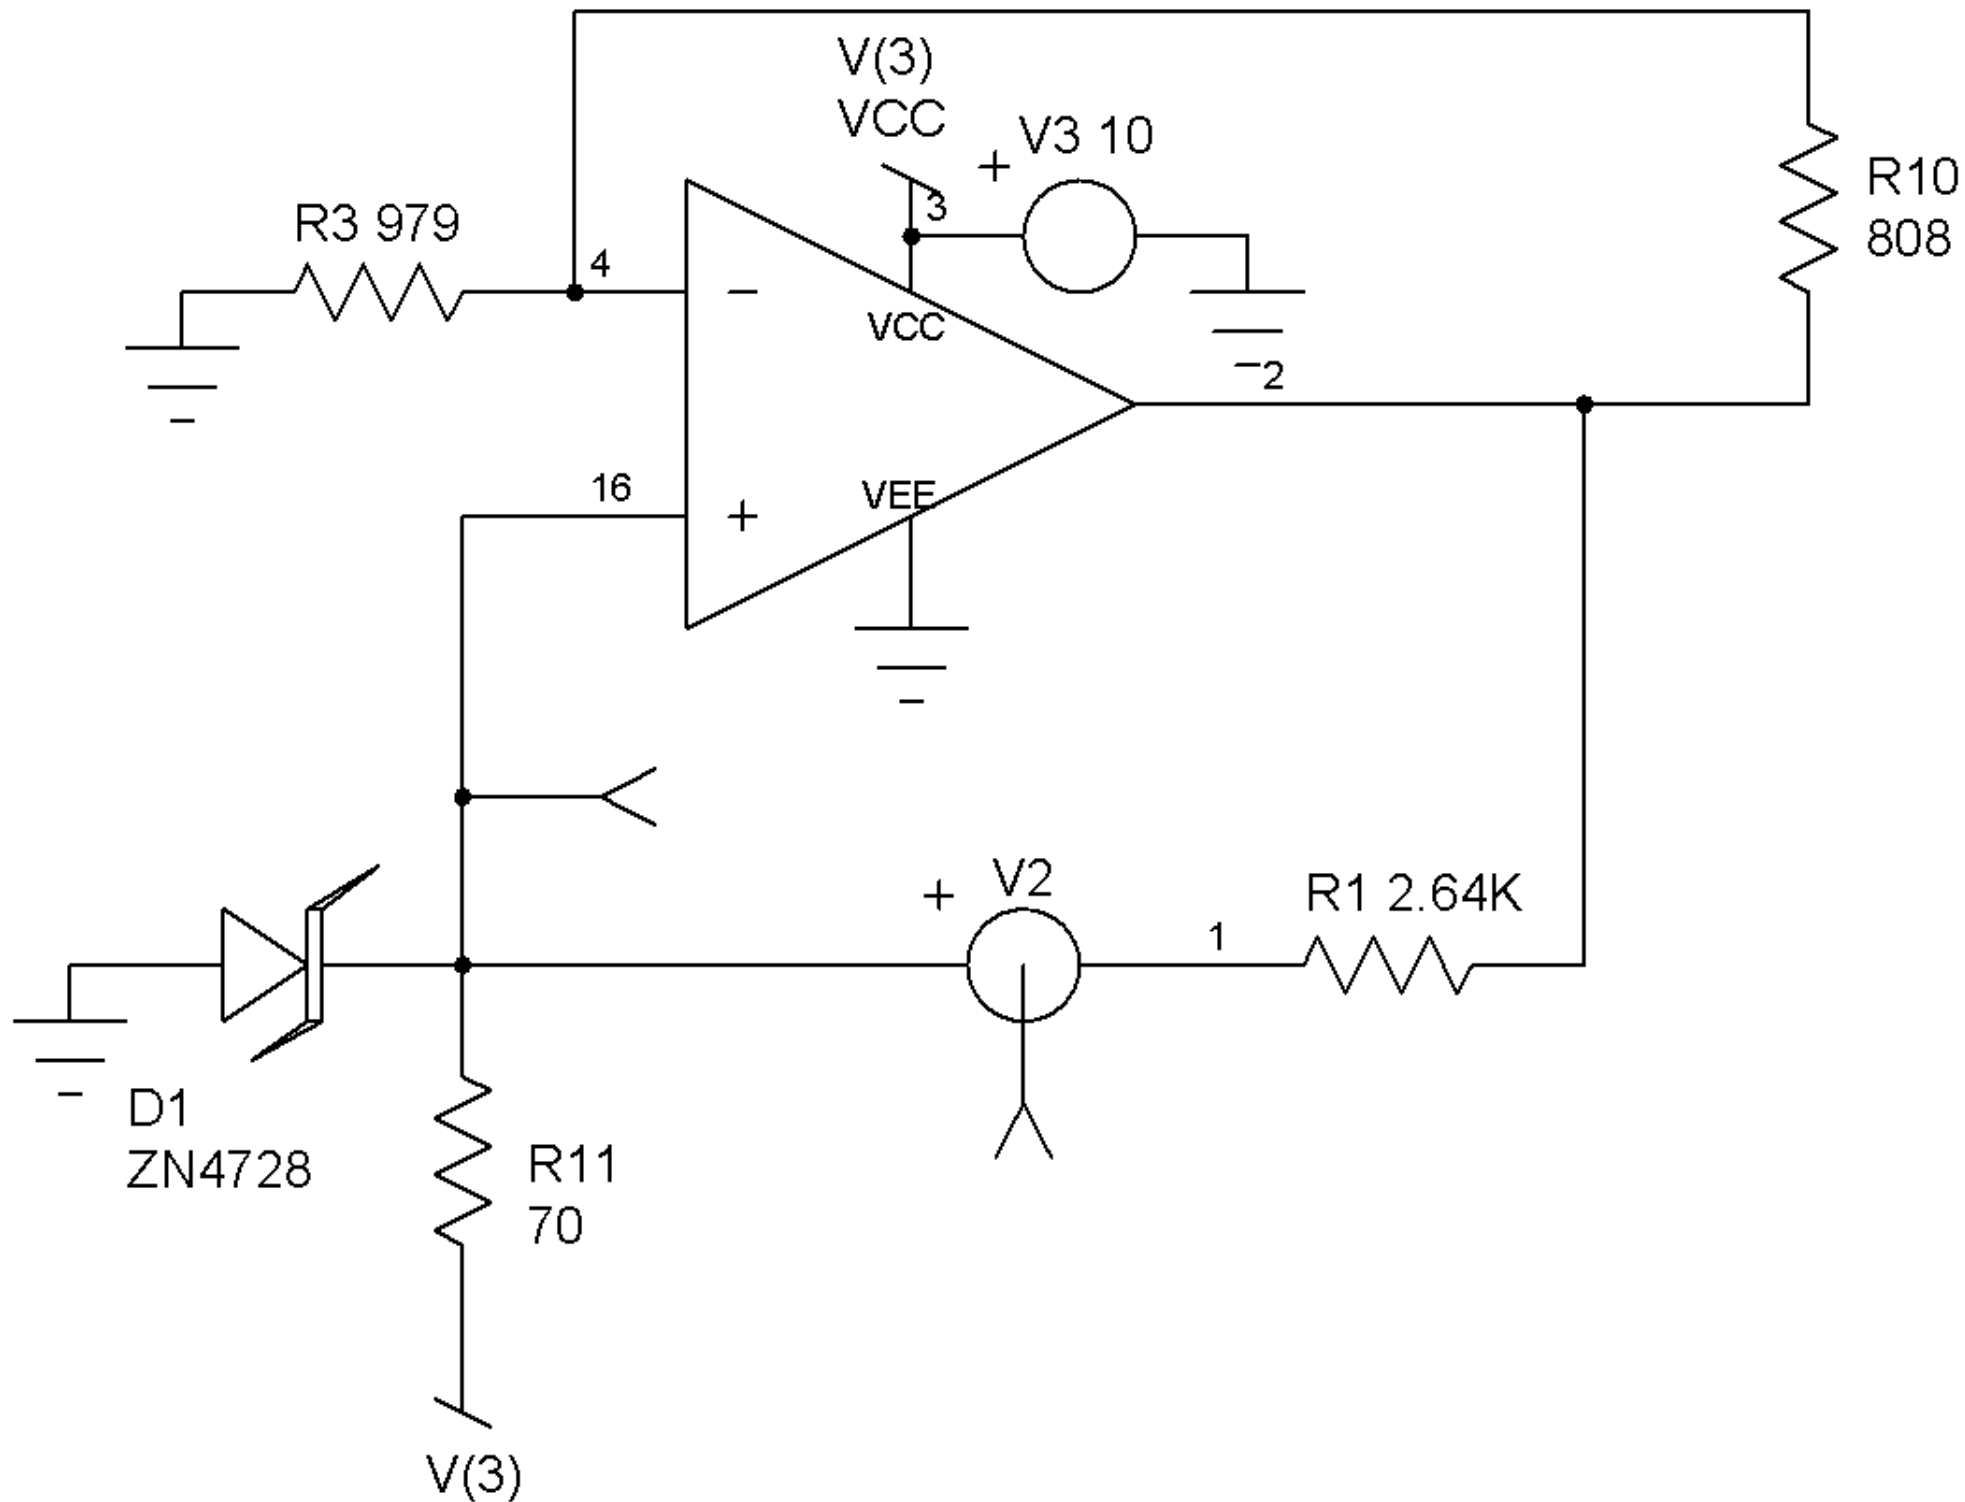 V(3)
VCC
+
V3 10
3
R10
808
R3 979
4
−
VCC
2
16
+
VEE
+
V2
1
R1 2.64K
D1
ZN4728
R11
70
V(3)